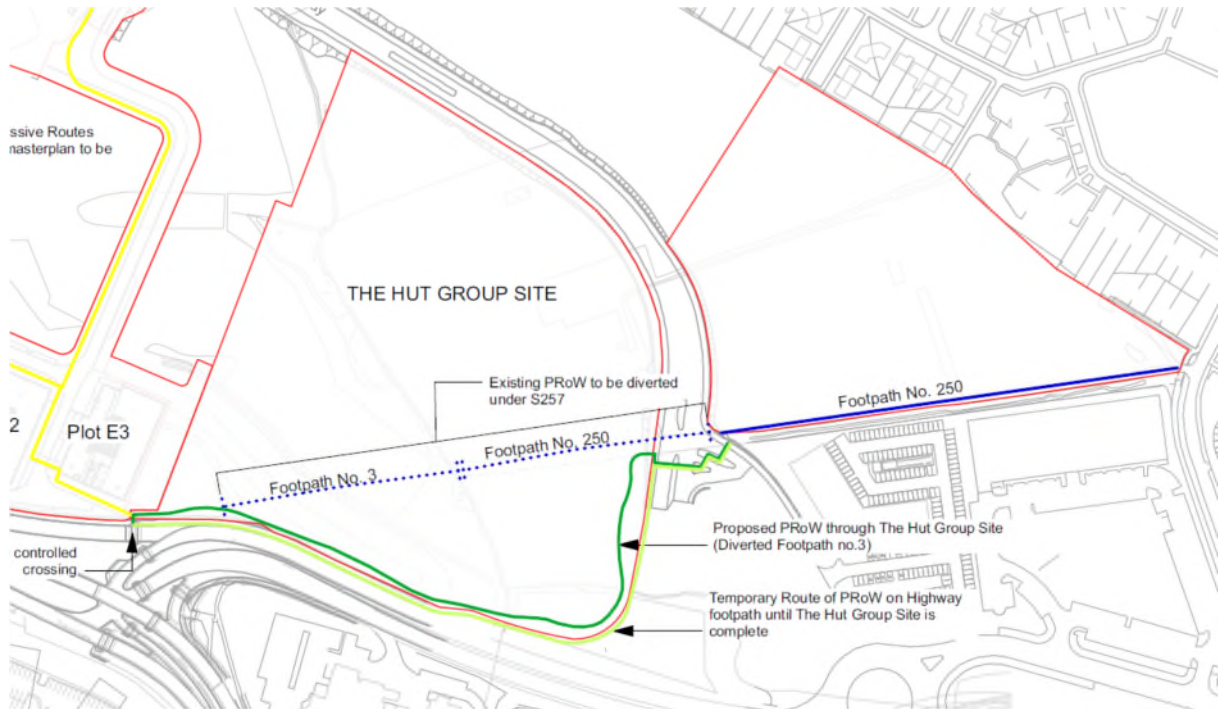 ssive Routes
masterplan to be
THE HUT GROUP SITE
Existing PRoW to be diverted
under S257
Footpath No. 250
2
Plot E3
Footpath No. 250
Footpath No. 3
controlled
crossing
Proposed PRoW through The Hut Group Site
(Diverted Footpath no.3)
Temporary Route of PRoW on Highway
footpath until The Hut Group Site is
complete